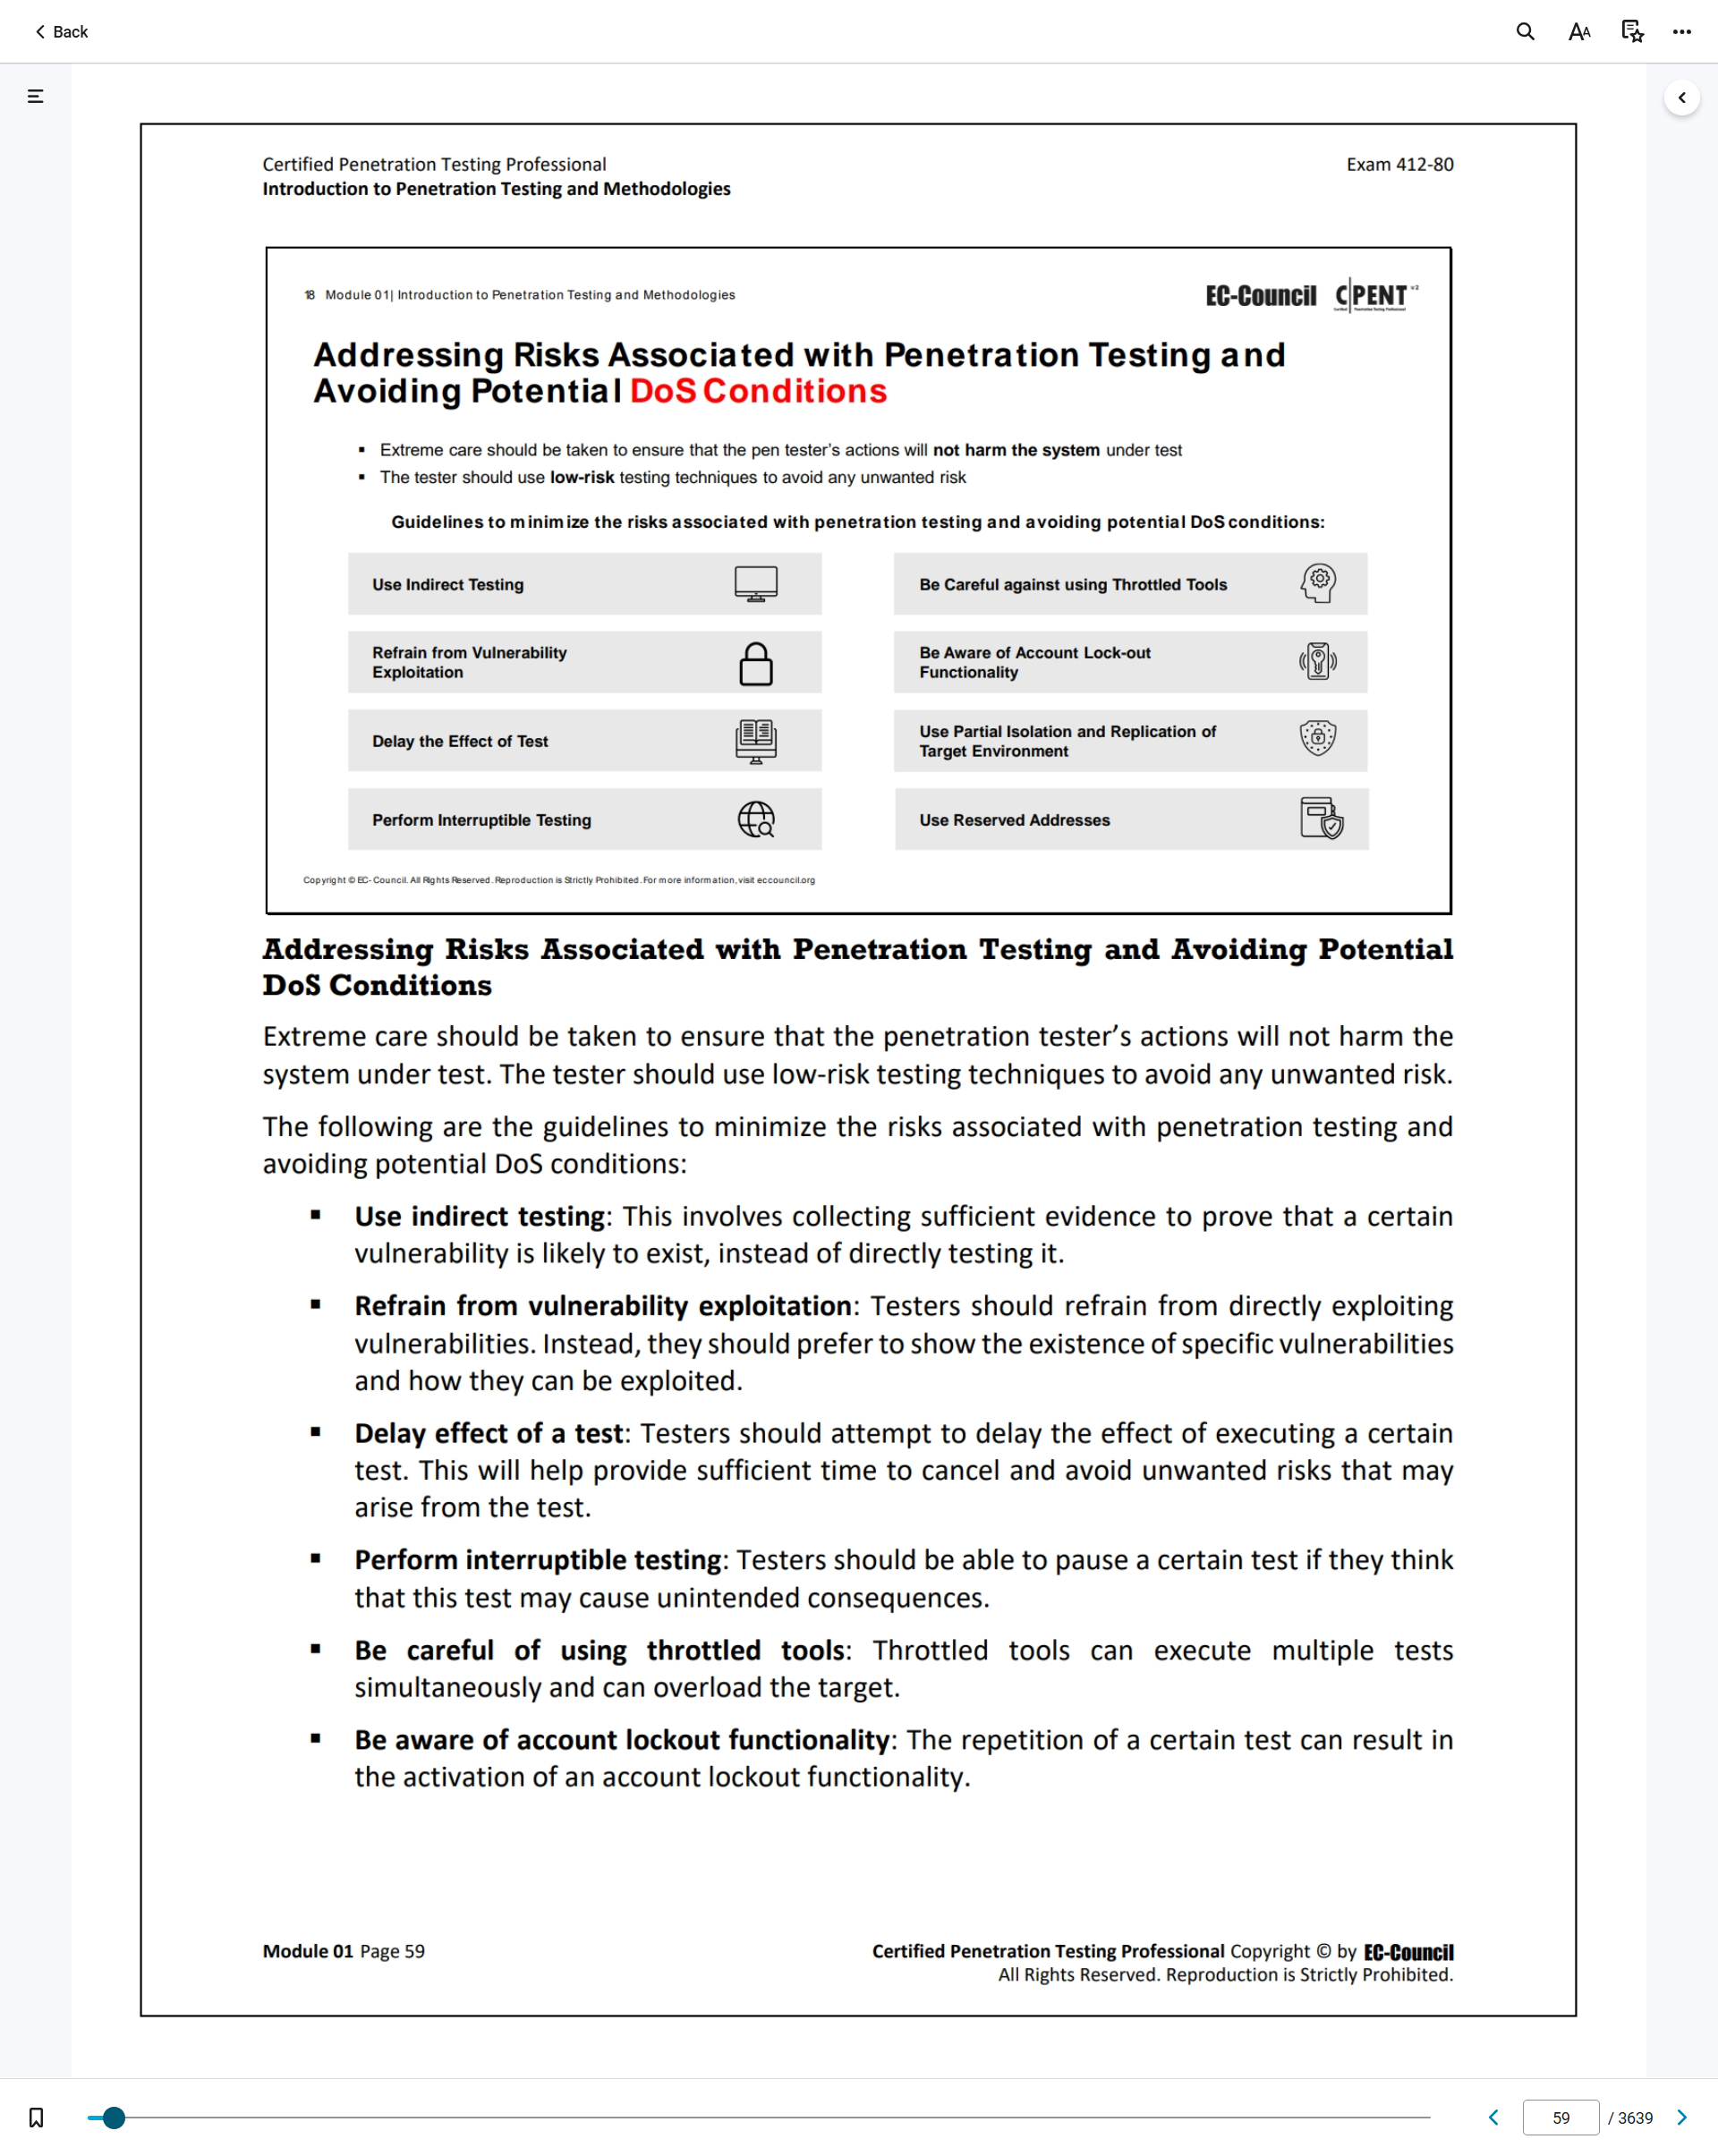 Back
Certified Penetration Testing Professional
Exam 412-80
Introduction to Penetration Testing and Methodologies
18 Module 01| Introduction to Penetration Testing and Methodologies
EC-Council C|PENT v2
Addressing Risks Associated with Penetration Testing and
Avoiding Potential DoS Conditions
▪ Extreme care should be taken to ensure that the pen tester’s actions will not harm the system under test
▪ The tester should use low-risk testing techniques to avoid any unwanted risk
Guidelines to minimize the risks associated with penetration testing and avoiding potential DoS conditions:
Use Indirect Testing
Be Careful against using Throttled Tools
Refrain from Vulnerability
Exploitation
Be Aware of Account Lock-out
Functionality
Delay the Effect of Test
Use Partial Isolation and Replication of
Target Environment
Perform Interruptible Testing
Use Reserved Addresses
Copyright © EC- Council. All Rights Reserved. Reproduction is Strictly Prohibited. For more information, visit eccouncil.org
Addressing Risks Associated with Penetration Testing and Avoiding Potential
DoS Conditions
Extreme care should be taken to ensure that the penetration tester’s actions will not harm the
system under test. The tester should use low-risk testing techniques to avoid any unwanted risk.
The following are the guidelines to minimize the risks associated with penetration testing and
avoiding potential DoS conditions:
▪ Use indirect testing: This involves collecting sufficient evidence to prove that a certain
vulnerability is likely to exist, instead of directly testing it.
▪ Refrain from vulnerability exploitation: Testers should refrain from directly exploiting
vulnerabilities. Instead, they should prefer to show the existence of specific vulnerabilities
and how they can be exploited.
▪ Delay effect of a test: Testers should attempt to delay the effect of executing a certain
test. This will help provide sufficient time to cancel and avoid unwanted risks that may
arise from the test.
▪ Perform interruptible testing: Testers should be able to pause a certain test if they think
that this test may cause unintended consequences.
▪ Be careful of using throttled tools: Throttled tools can execute multiple tests
simultaneously and can overload the target.
▪ Be aware of account lockout functionality: The repetition of a certain test can result in
the activation of an account lockout functionality.
Module 01 Page 59
Certified Penetration Testing Professional Copyright © by EC-Council
All Rights Reserved. Reproduction is Strictly Prohibited.
59 / 3639